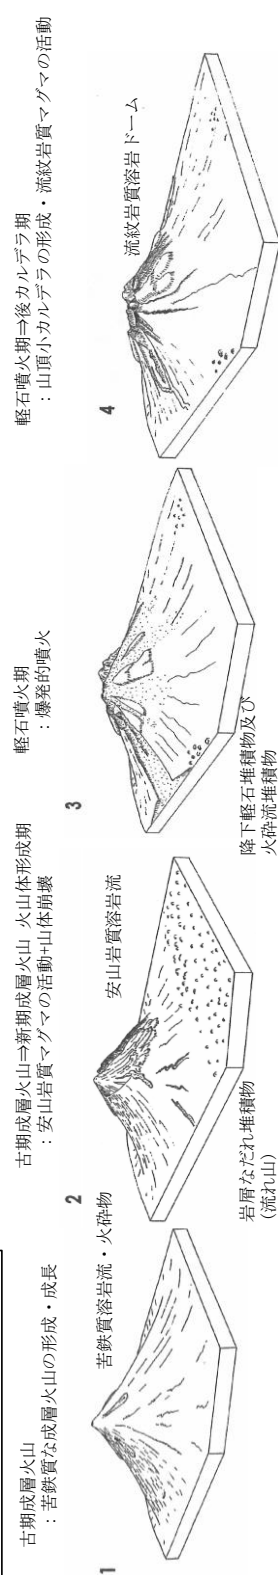 古期成層火山
：苦鉄質な成層火山の形成・成長
1
苦鉄質溶岩流・火砕物
古期成層火山⇒新期成層火山 火山体形成期
：安山岩質マグマの活動+山体崩壊
2
安山岩質溶岩流
岩屑なだれ堆積物
(流れ山)
軽石噴火期
：爆発的噴火
3
降下軽石堆積物及び
火砕流堆積物
軽石噴火期⇒後カルデラ期
：山頂小カルデラの形成・流紋岩質マグマの活動
4
流紋岩質溶岩ドーム